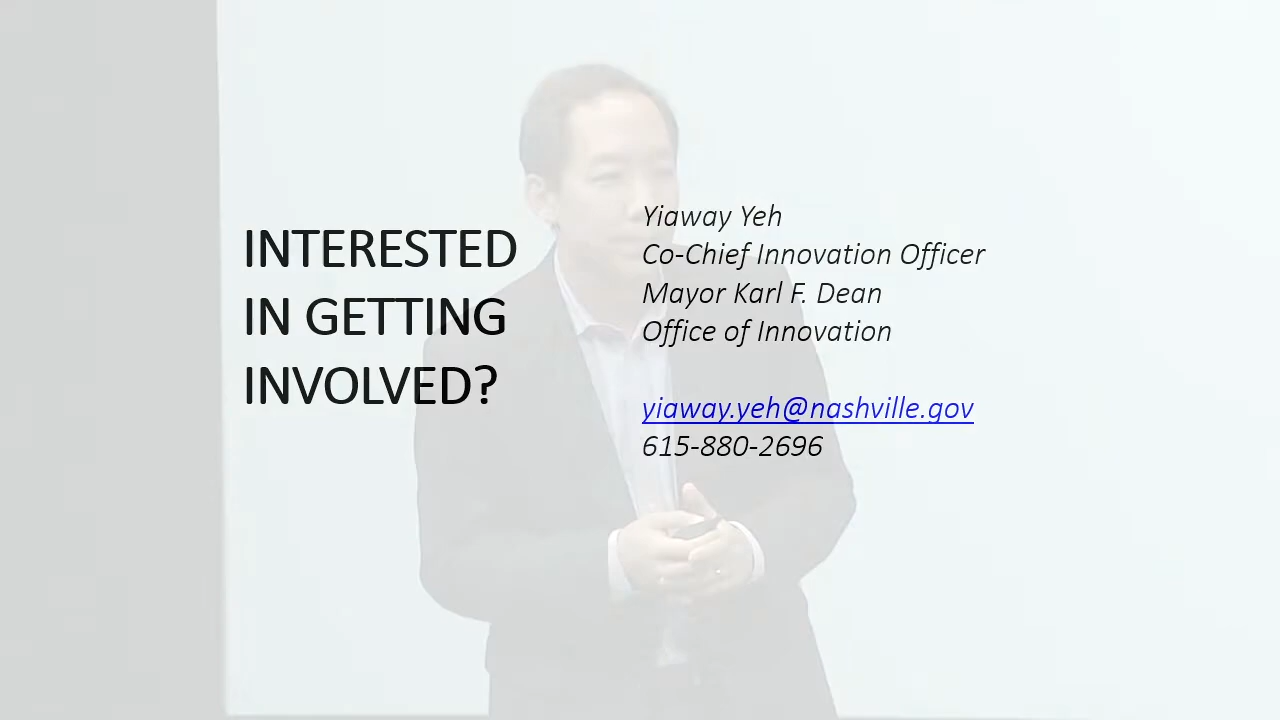 INTERESTED
IN GETTING
INVOLVED?
Yiaway Yeh
Co-Chief Innovation Officer
Mayor Karl F. Dean
Office of Innovation
yiaway.yeh@nashville.gov
615-880-2696